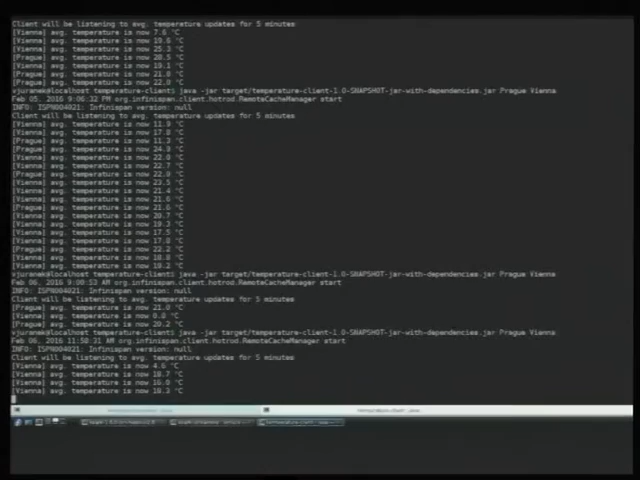 Client will be listening to avg. temperature updates for 5 minutes
[Vienna] avg. temperature is now 7.6 °C
[Vienna] avg. temperature is now 19.6 °C
[Vienna] avg. temperature is now 25.3 °C
[Prague] avg. temperature is now 20.5 °C
[Vienna] avg. temperature is now 19.1 °C
[Prague] avg. temperature is now 21.0 °C
[Prague] avg. temperature is now 22.0 °C
vjuranek@localhost temperature-client$ java -jar target/temperature-client-1.0-SNAPSHOT-jar-with-dependencies.jar Prague Vienna
Feb 05, 2016 9:06:32 PM org.infinispan.client.hotrod.RemoteCacheManager start
INFO: ISPN004021: Infinispan version: null
Client will be listening to avg. temperature updates for 5 minutes
[Vienna] avg. temperature is now 11.9 °C
[Vienna] avg. temperature is now 17.0 °C
[Prague] avg. temperature is now 11.3 °C
[Prague] avg. temperature is now 24.9 °C
[Vienna] avg. temperature is now 22.0 °C
[Vienna] avg. temperature is now 22.7 °C
[Prague] avg. temperature is now 22.9 °C
[Vienna] avg. temperature is now 23.5 °C
[Vienna] avg. temperature is now 21.4 °C
[Vienna] avg. temperature is now 21.6 °C
[Prague] avg. temperature is now 21.6 °C
[Vienna] avg. temperature is now 20.7 °C
[Vienna] avg. temperature is now 19.3 °C
[Vienna] avg. temperature is now 17.5 °C
[Vienna] avg. temperature is now 17.8 °C
[Prague] avg. temperature is now 22.2 °C
[Vienna] avg. temperature is now 18.8 °C
[Vienna] avg. temperature is now 19.2 °C
vjuranek@localhost temperature-client$ java -jar target/temperature-client-1.0-SNAPSHOT-jar-with-dependencies.jar Prague Vienna
Feb 06, 2016 9:00:53 AM org.infinispan.client.hotrod.RemoteCacheManager start
INFO: ISPN004021: Infinispan version: null
Client will be listening to avg. temperature updates for 5 minutes
[Prague] avg. temperature is now 21.0 °C
[Vienna] avg. temperature is now 0.8 °C
[Prague] avg. temperature is now 20.2 °C
vjuranek@localhost temperature-client$ java -jar target/temperature-client-1.0-SNAPSHOT-jar-with-dependencies.jar Prague Vienna
Feb 06, 2016 11:50:31 AM org.infinispan.client.hotrod.RemoteCacheManager start
INFO: ISPN004021: Infinispan version: null
Client will be listening to avg. temperature updates for 5 minutes
[Vienna] avg. temperature is now 4.6 °C
[Vienna] avg. temperature is now 18.7 °C
[Vienna] avg. temperature is now 16.0 °C
[Vienna] avg. temperature is now 18.3 °C